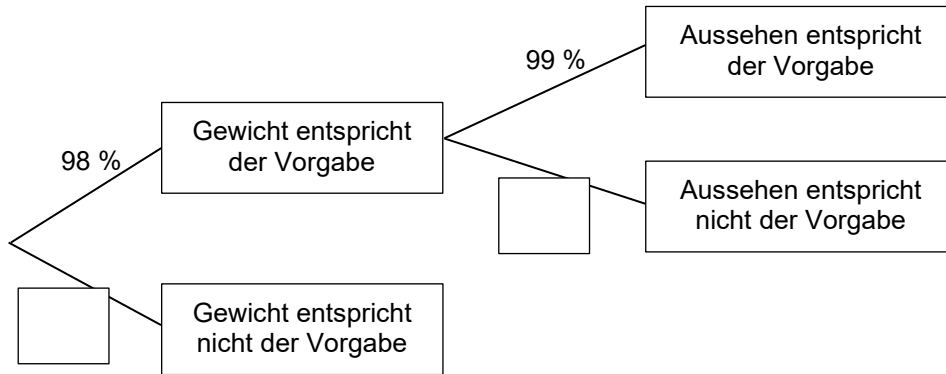 99 %
Aussehen entspricht
der Vorgabe
98 %
Gewicht entspricht
der Vorgabe
Aussehen entspricht
nicht der Vorgabe
Gewicht entspricht
nicht der Vorgabe